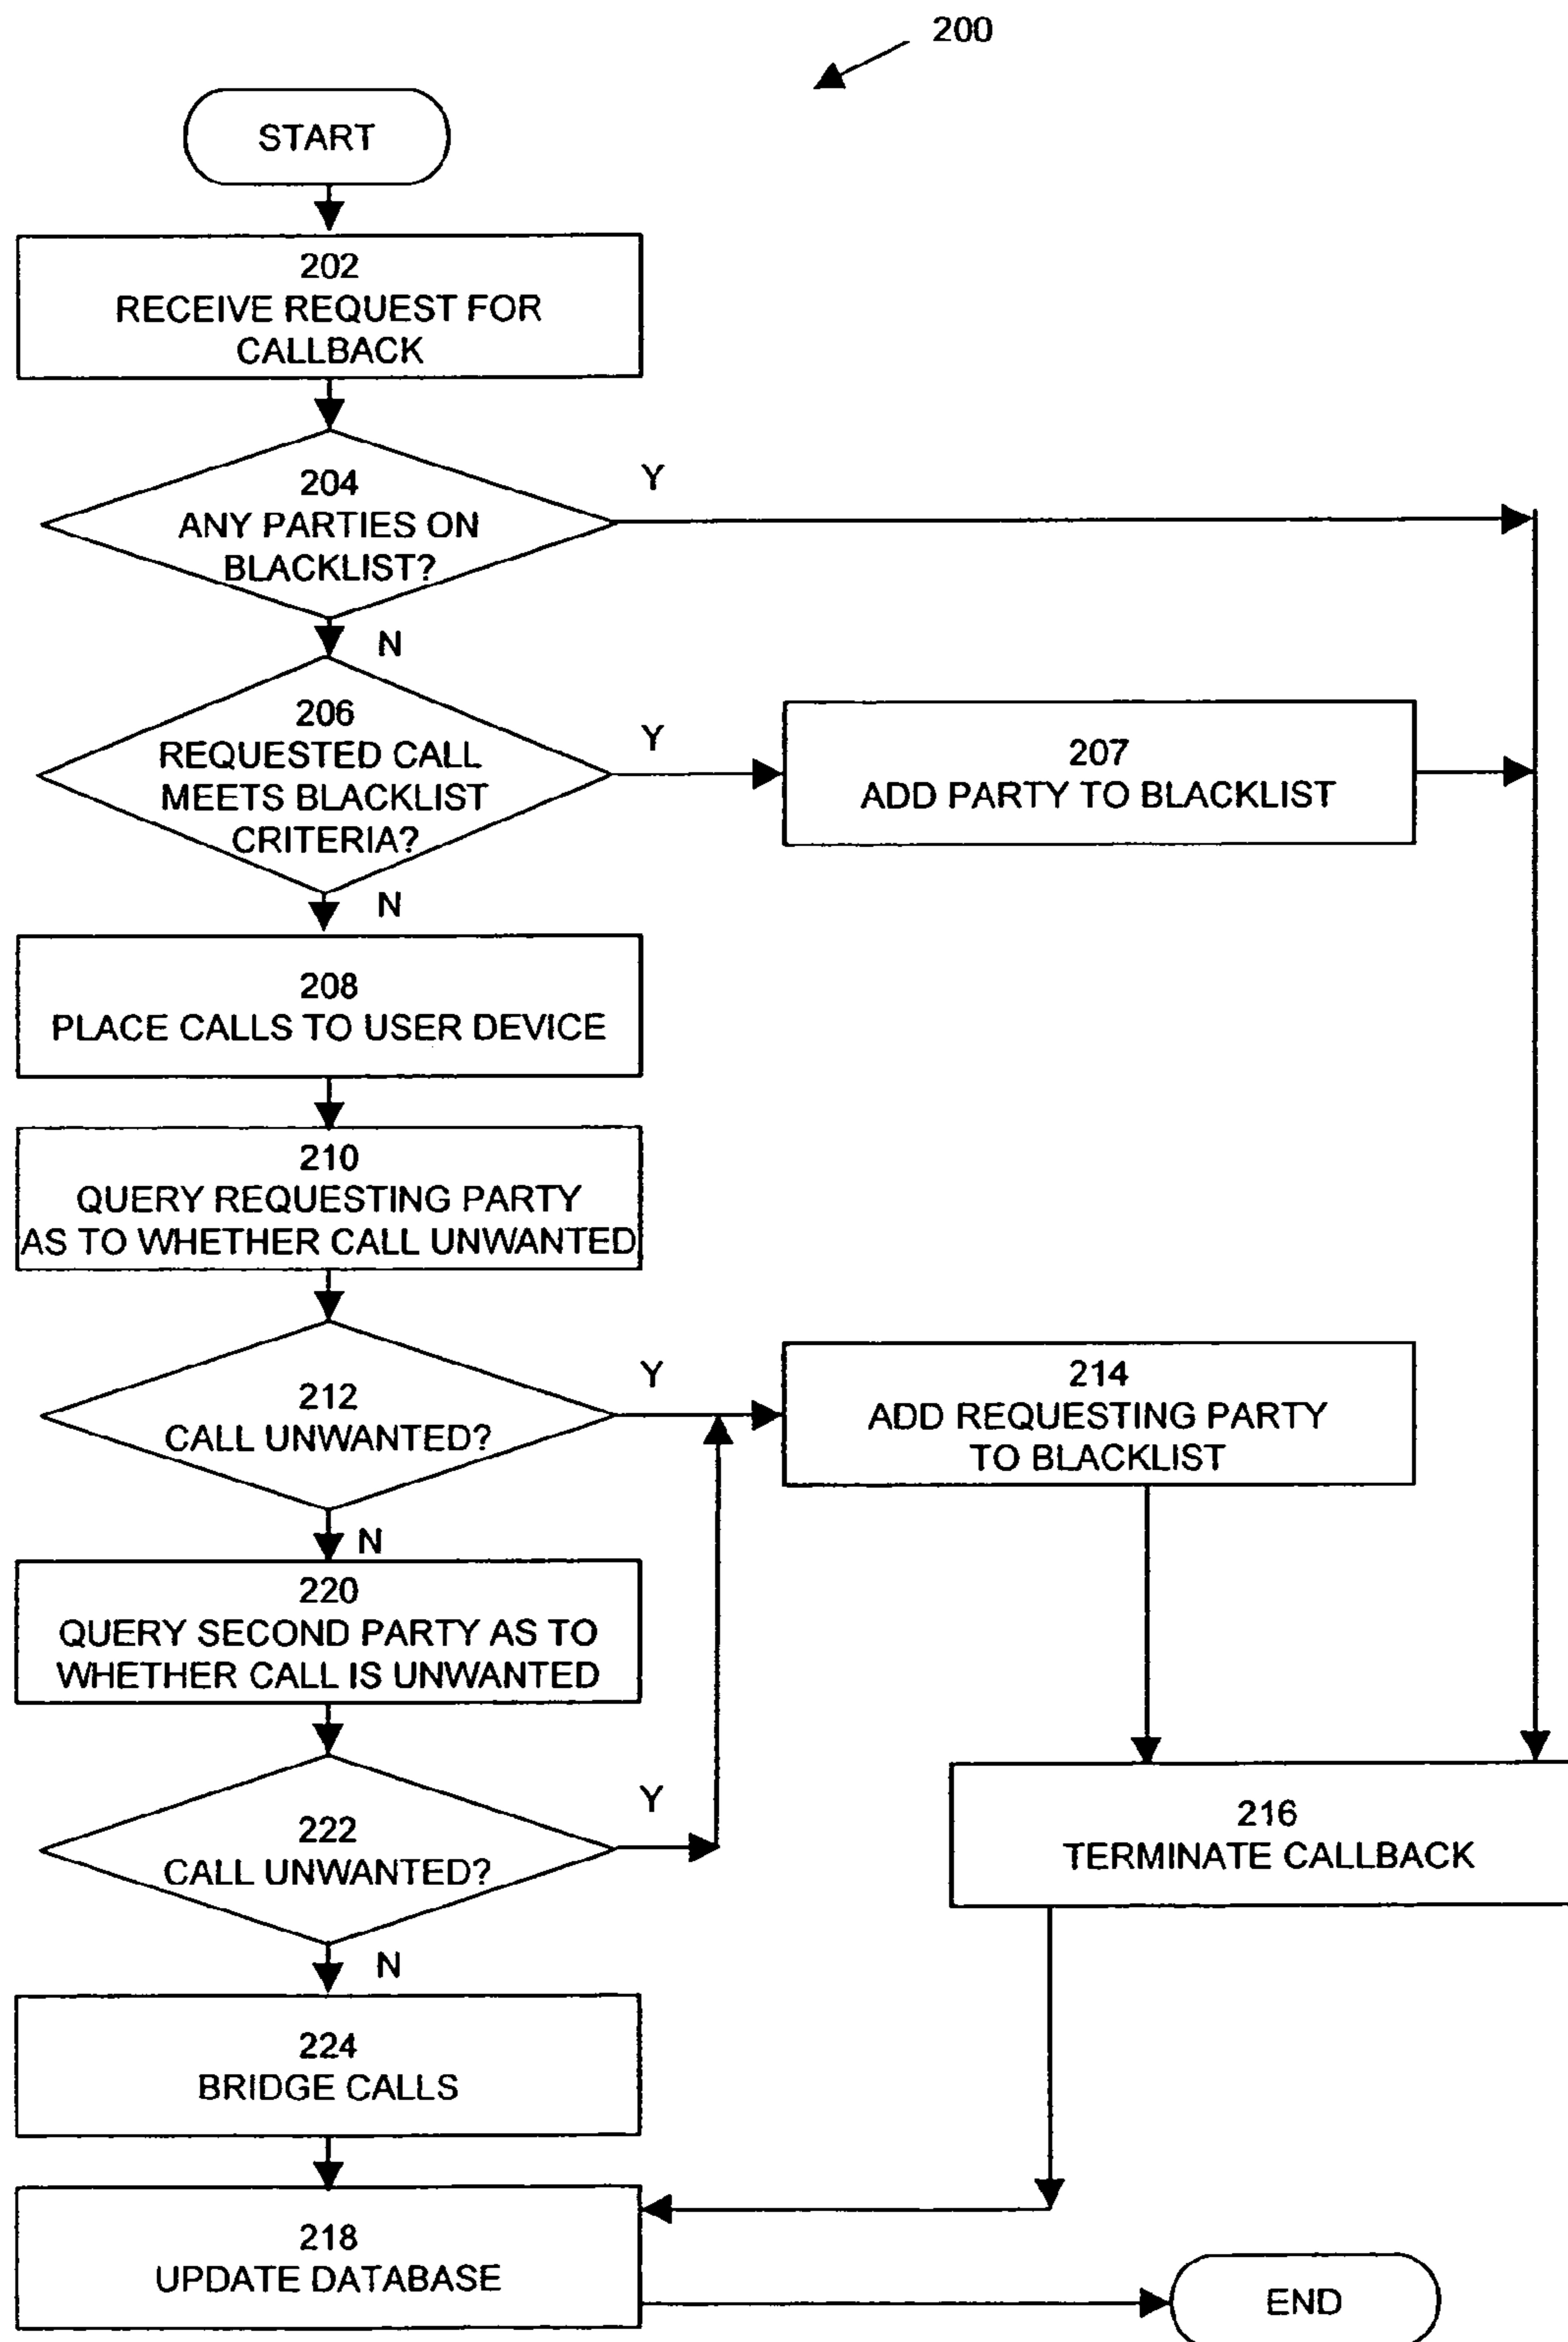 200
START
202
RECEIVE REQUEST FOR
CALLBACK
204
ANY PARTIES ON
BLACKLIST?
Y
N
206
REQUESTED CALL
MEETS BLACKLIST
CRITERIA?
Y
207
ADD PARTY TO BLACKLIST
N
208
PLACE CALLS TO USER DEVICE
210
QUERY REQUESTING PARTY
AS TO WHETHER CALL UNWANTED
212
CALL UNWANTED?
Y
214
ADD REQUESTING PARTY
TO BLACKLIST
N
220
QUERY SECOND PARTY AS TO
WHETHER CALL IS UNWANTED
222
CALL UNWANTED?
Y
216
TERMINATE CALLBACK
N
224
BRIDGE CALLS
218
UPDATE DATABASE
END